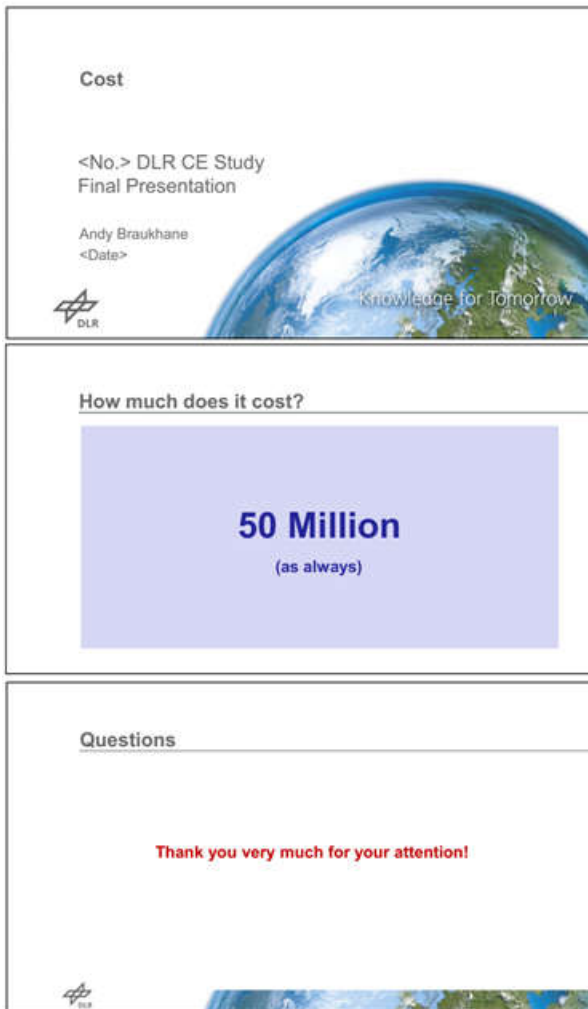 Cost
<No.> DLR CE Study
Final Presentation
Andy Braukhane
<Date>
Knowledge for Tomorrow
DLR
How much does it cost?
50 Million
(as always)
Questions
Thank you very much for your attention!
DLR